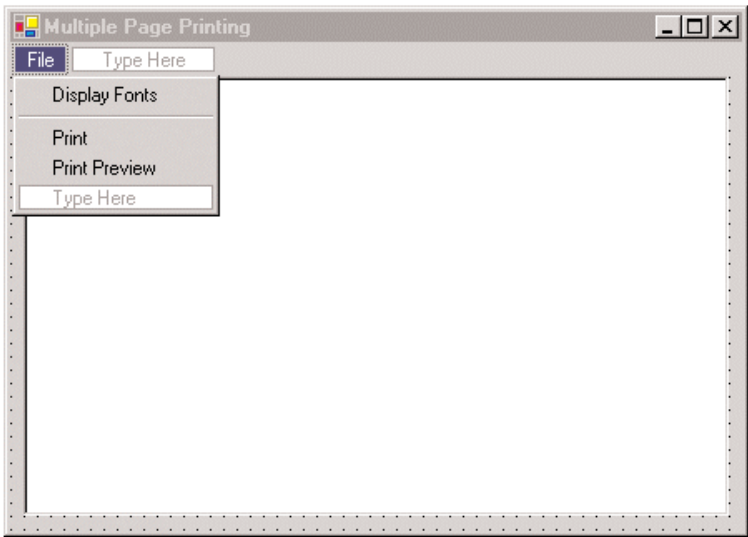 Multiple Page Printing
File Type Here
Display Fonts
Print
Print Preview
Type Here